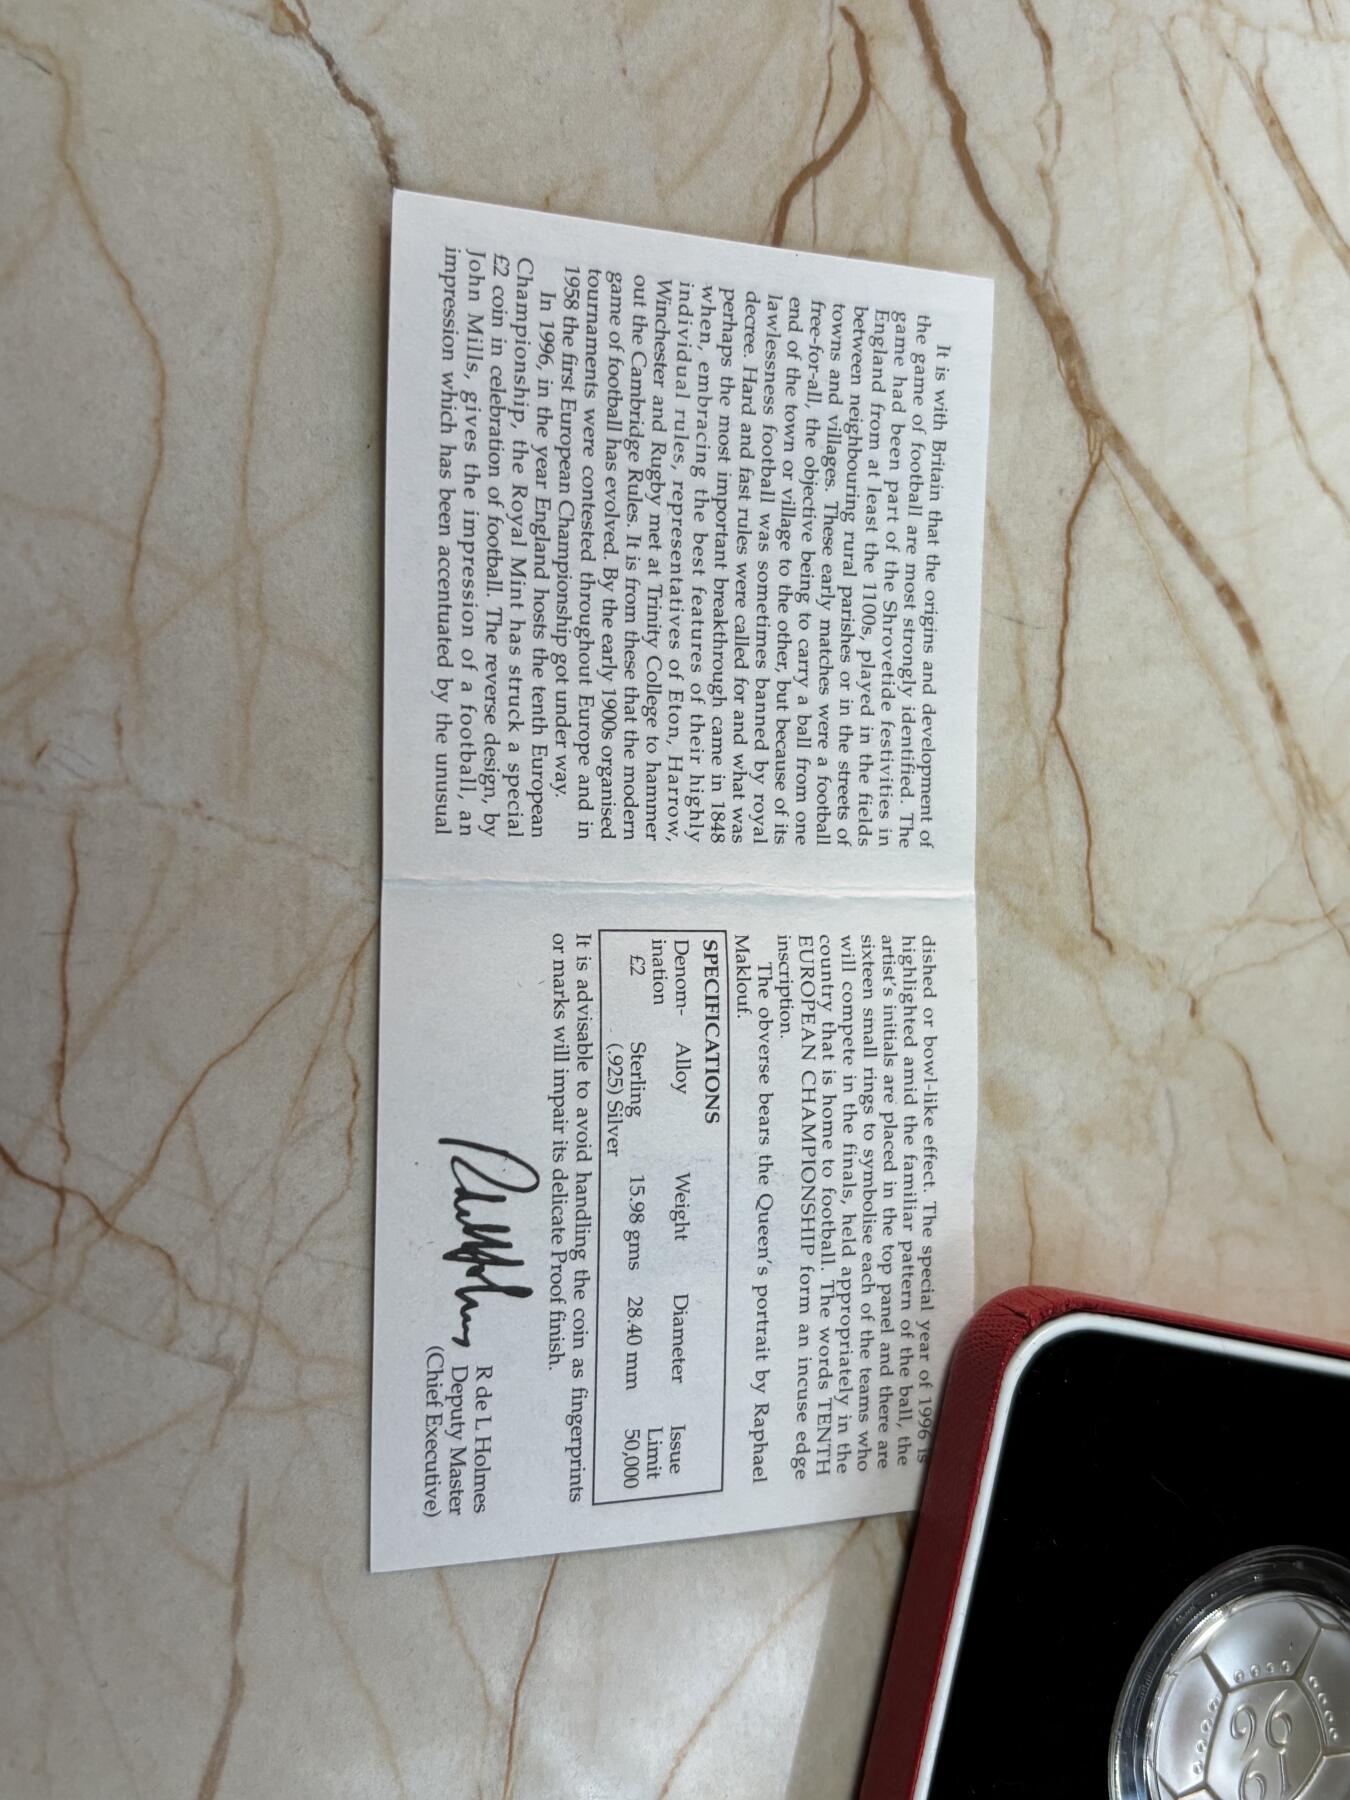 It is with Britain that the origins and development of
the game of football are most strongly identified. The
game had been part of the Shrovetide festivities in
England from at least the 1100s, played in the fields
between neighbouring rural parishes or in the streets of
towns and villages. These early matches were a football
free-for-all, the objective being to carry a ball from one
end of the town or village to the other, but because of its
lawlessness football was sometimes banned by royal
decree. Hard and fast rules were called for and what was
perhaps the most important breakthrough came in 1848
when, embracing the best features of their highly
individual rules, representatives of Eton, Harrow,
Winchester and Rugby met at Trinity College to hammer
out the Cambridge Rules. It is from these that the modern
game of football has evolved. By the early 1900s organised
tournaments were contested throughout Europe and in
1958 the first European Championship got under way.
In 1996, in the year England hosts the tenth European
Championship, the Royal Mint has struck a special
£2 coin in celebration of football. The reverse design, by
John Mills, gives the impression of a football, an
impression which has been accentuated by the unusual
dished or bowl-like effect. The special year of 1996 is
highlighted amid the familiar pattern of the ball, the
artist's initials are placed in the top panel and there are
sixteen small rings to symbolise each of the teams who
will compete in the finals, held appropriately in the
country that is home to football. The words TENTH
EUROPEAN CHAMPIONSHIP form an incuse edge
inscription.
The obverse bears the Queen's portrait by Raphael
Maklouf.
SPECIFICATIONS
Denom- Alloy Weight Diameter Issue
ination Limit
£2 Sterling 15.98 gms 28.40 mm 50,000
(.925) Silver
It is advisable to avoid handling the coin as fingerprints
or marks will impair its delicate Proof finish.
R de L Holmes
Deputy Master
(Chief Executive)
96
19